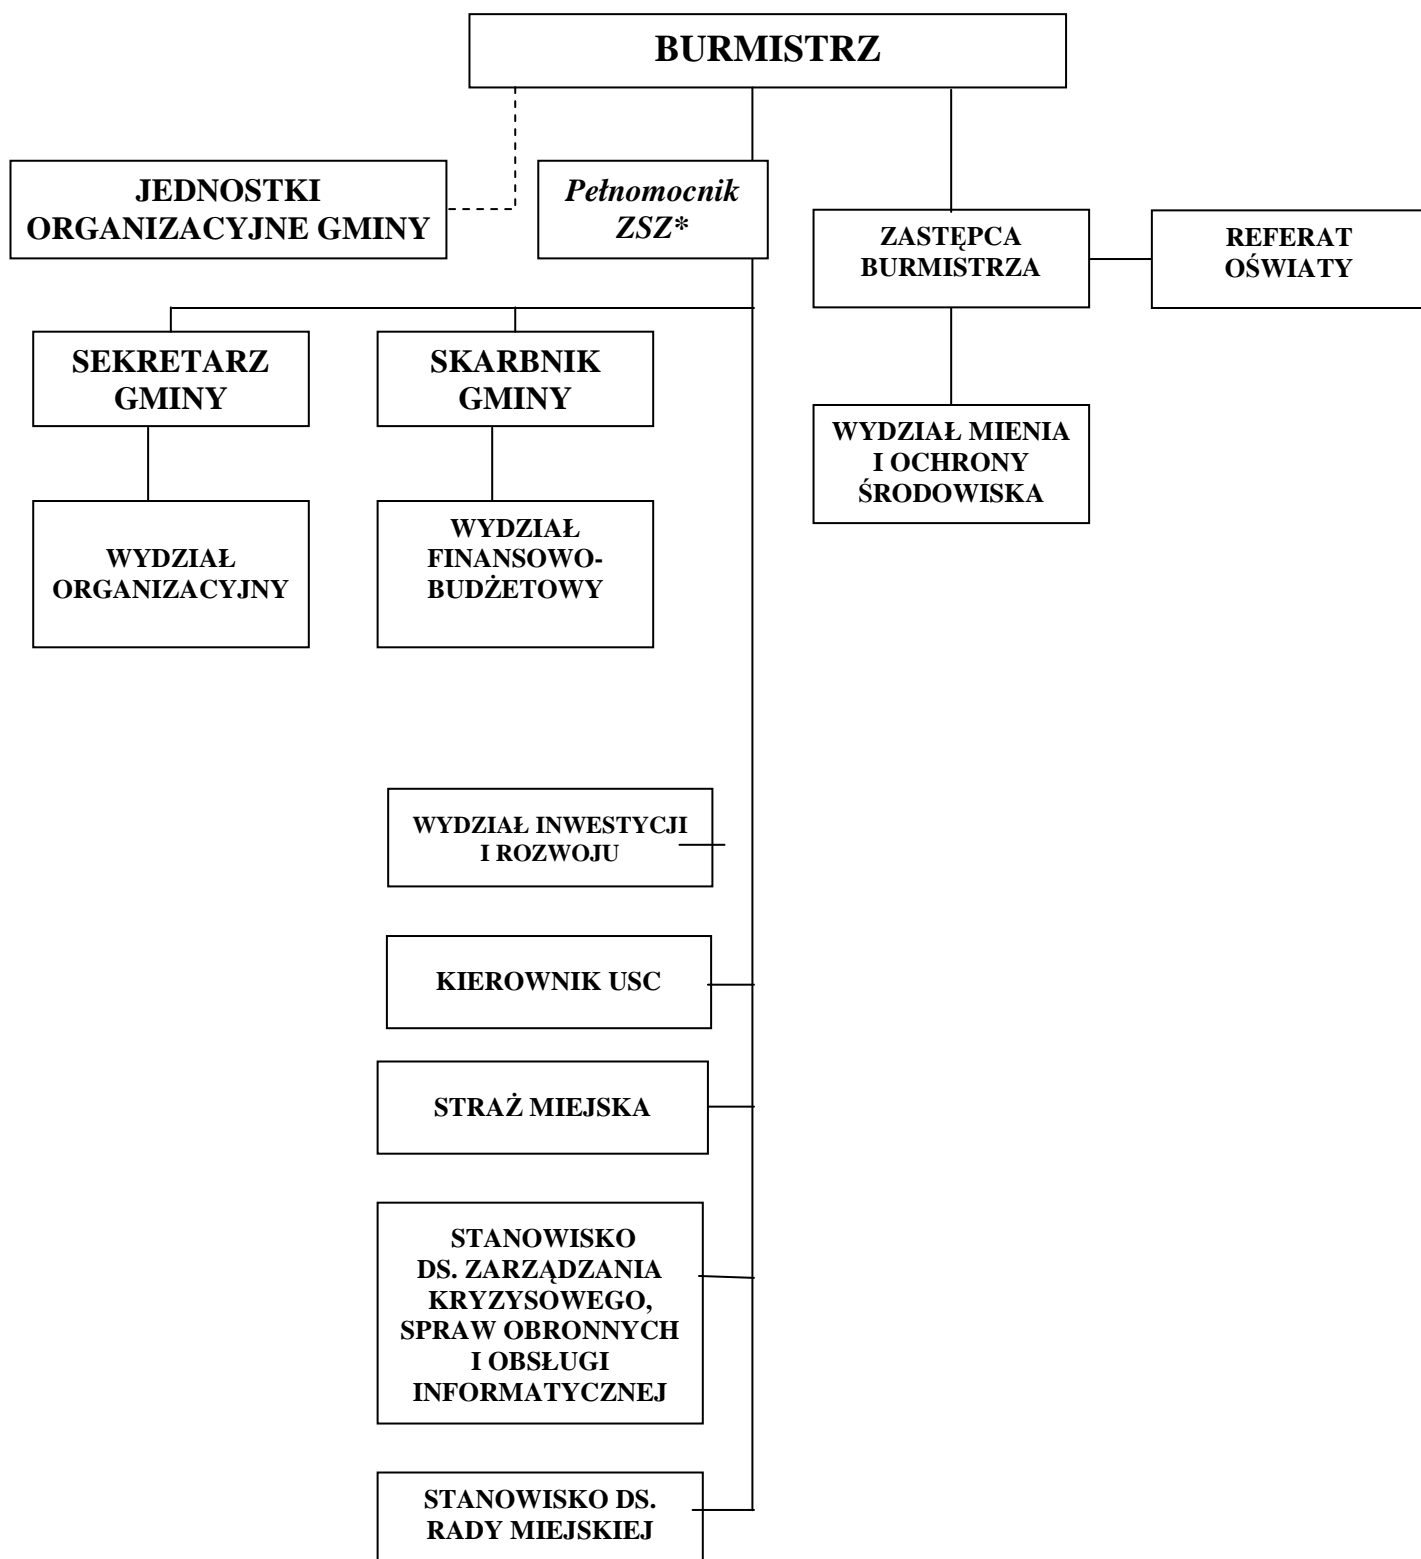 BURMISTRZ
JEDNOSTKI
ORGANIZACYJNE GMINY
Pełnomocnik
ZSZ*
ZASTĘPCA
BURMISTRZA
REFERAT
OŚWIATY
SEKRETARZ
GMINY
SKARBNIK
GMINY
WYDZIAŁ MIENIA
I OCHRONY
ŚRODOWISKA
WYDZIAŁ
ORGANIZACYJNY
WYDZIAŁ
FINANSOWO-
BUDŻETOWY
WYDZIAŁ INWESTYCJI
I ROZWOJU
KIEROWNIK USC
STRAŻ MIEJSKA
STANOWISKO
DS. ZARZĄDZANIA
KRYZYSOWEGO,
SPRAW OBRONNYCH
I OBSŁUGI
INFORMATYCZNEJ
STANOWISKO DS.
RADY MIEJSKIEJ